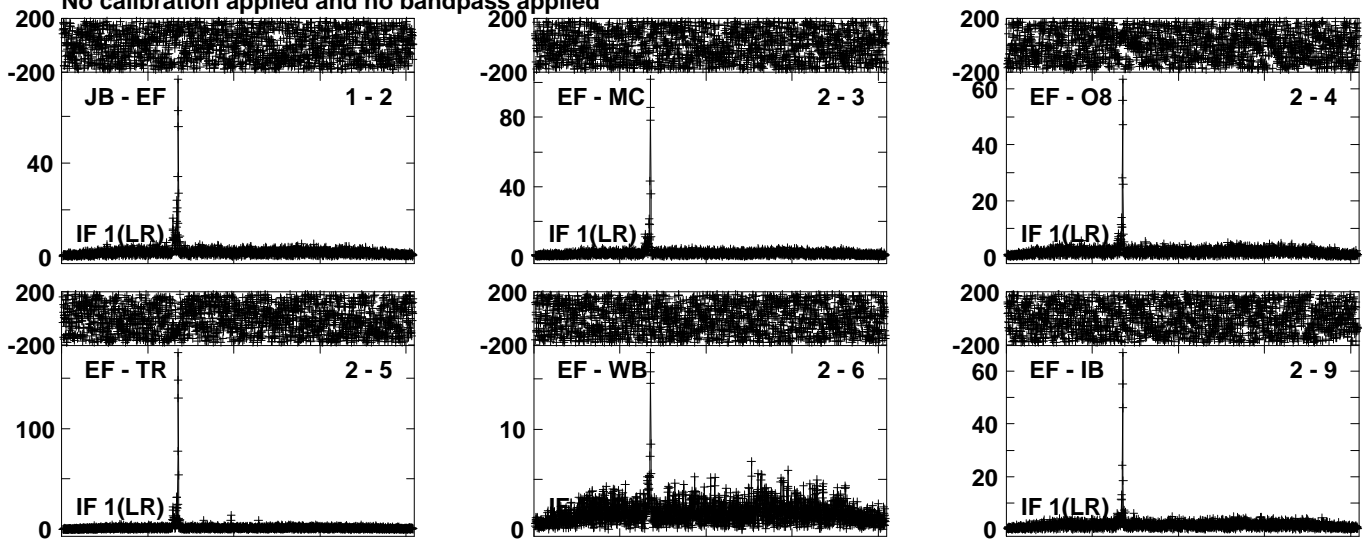 No calibration applied and no bandpass applied
200
-200
JB - EF 1 - 2
40
IF 1(LR)
0
200
-200
EF - MC 2 - 3
80
40
IF 1(LR)
0
200
-200
60
EF - O8 2 - 4
40
20
IF 1(LR)
0
200
-200
EF - TR 2 - 5
100
IF 1(LR)
0
200
-200
EF - WB 2 - 6
10
IF
0
200
-200
EF - IB 2 - 9
60
40
20
IF 1(LR)
0